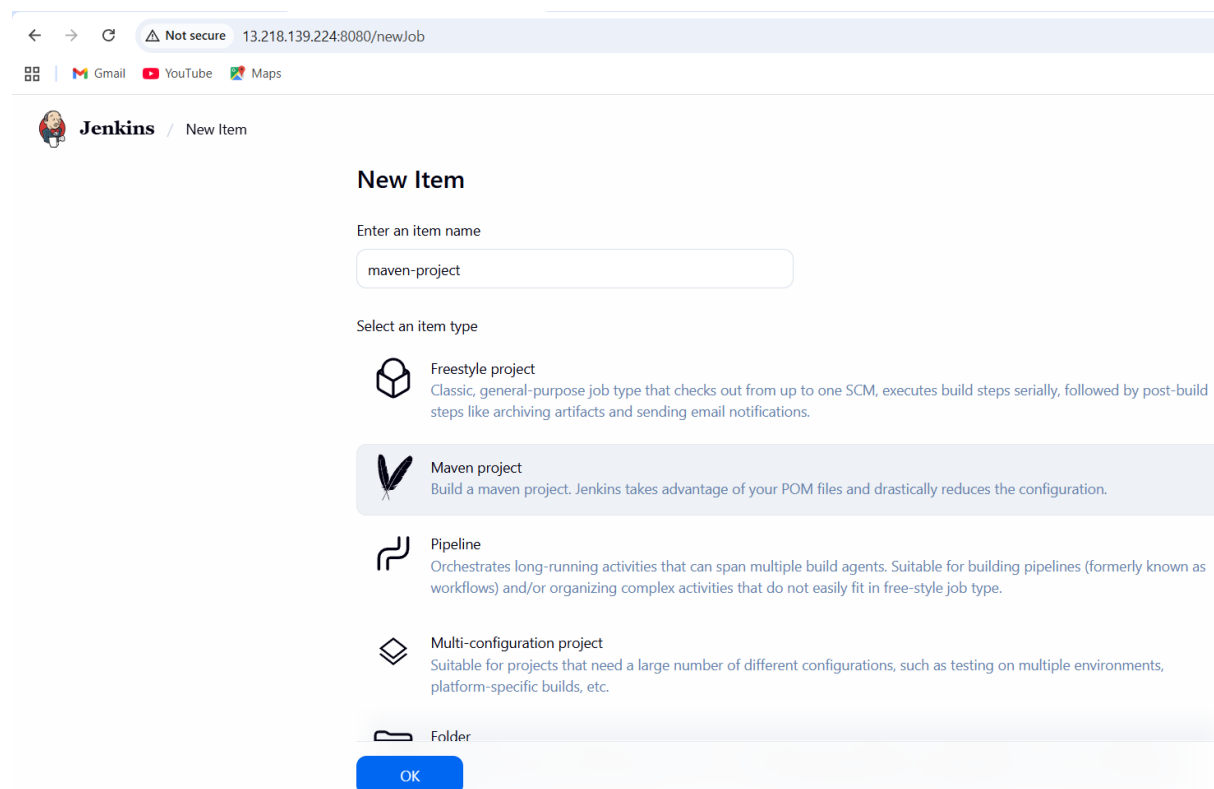 Not secure 13.218.139.224:8080/newJob
Gmail YouTube Maps
Jenkins / New Item
New Item
Enter an item name
maven-project
Select an item type
Freestyle project
Classic, general-purpose job type that checks out from up to one SCM, executes build steps serially, followed by post-build
steps like archiving artifacts and sending email notifications.
Maven project
Build a maven project. Jenkins takes advantage of your POM files and drastically reduces the configuration.
Pipeline
Orchestrates long-running activities that can span multiple build agents. Suitable for building pipelines (formerly known as
workflows) and/or organizing complex activities that do not easily fit in free-style job type.
Multi-configuration project
Suitable for projects that need a large number of different configurations, such as testing on multiple environments,
platform-specific builds, etc.
Folder
OK